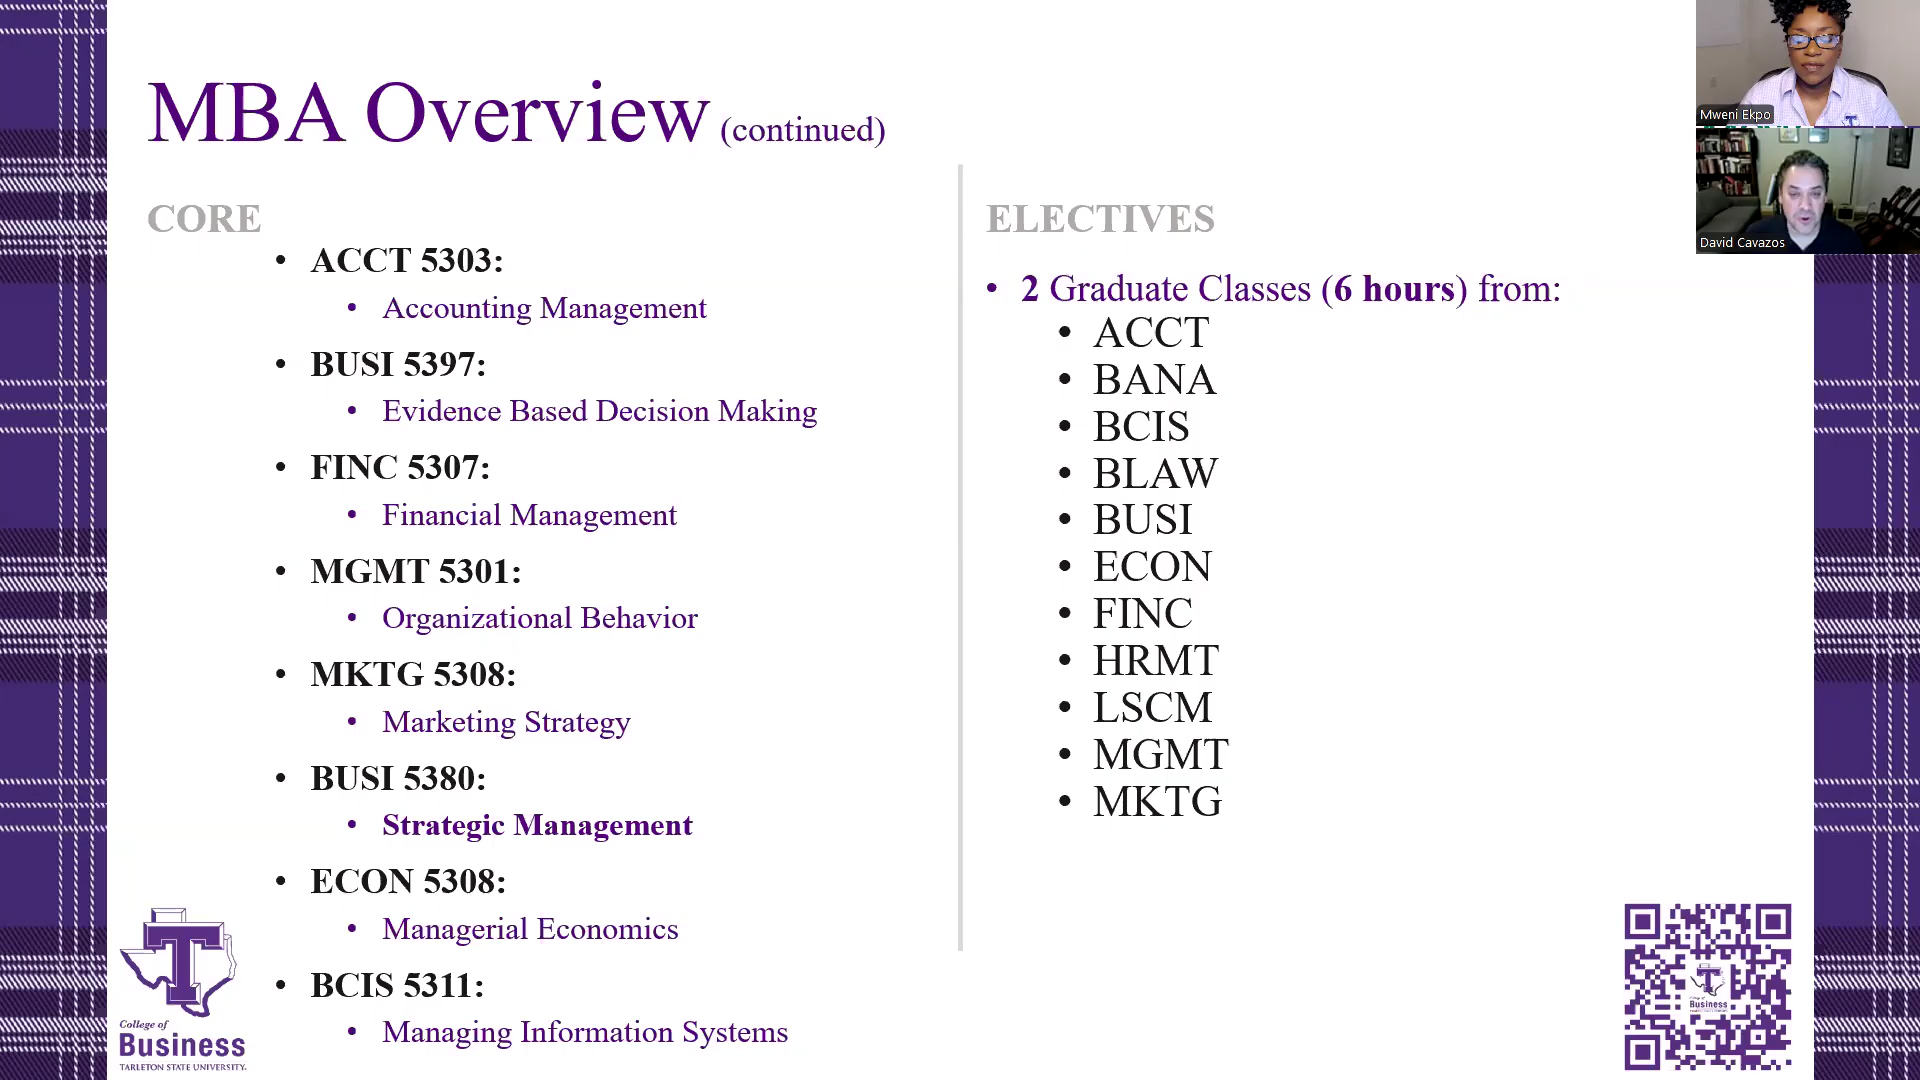 MBA Overview (continued)
CORE
• ACCT 5303:
• Accounting Management
• BUSI 5397:
• Evidence Based Decision Making
• FINC 5307:
• Financial Management
• MGMT 5301:
• Organizational Behavior
• MKTG 5308:
• Marketing Strategy
• BUSI 5380:
• Strategic Management
• ECON 5308:
• Managerial Economics
• BCIS 5311:
• Managing Information Systems
ELECTIVES
• 2 Graduate Classes (6 hours) from:
• ACCT
• BANA
• BCIS
• BLAW
• BUSI
• ECON
• FINC
• HRMT
• LSCM
• MGMT
• MKTG
Mweni Ekpo
David Cavazos
T
College of
Business
TARLETON STATE UNIVERSITY.
T
Business